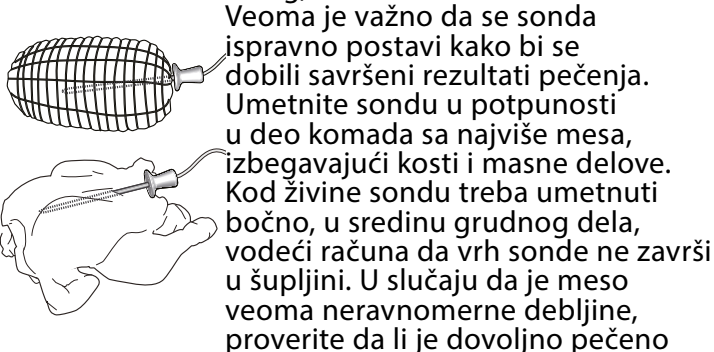 Veoma je važno da se sonda
ispravno postavi kako bi se
dobili savršeni rezultati pečenja.
Umetnite sondu u potpunosti
u deo komada sa najviše mesa,
izbegavajući kosti i masne delove.
Kod živine sondu treba umetnuti
bočno, u sredinu grudnog dela,
vodeći računa da vrh sonde ne završi
u šupljini. U slučaju da je meso
veoma neravnomerne debljine,
proverite da li je dovoljno pečeno